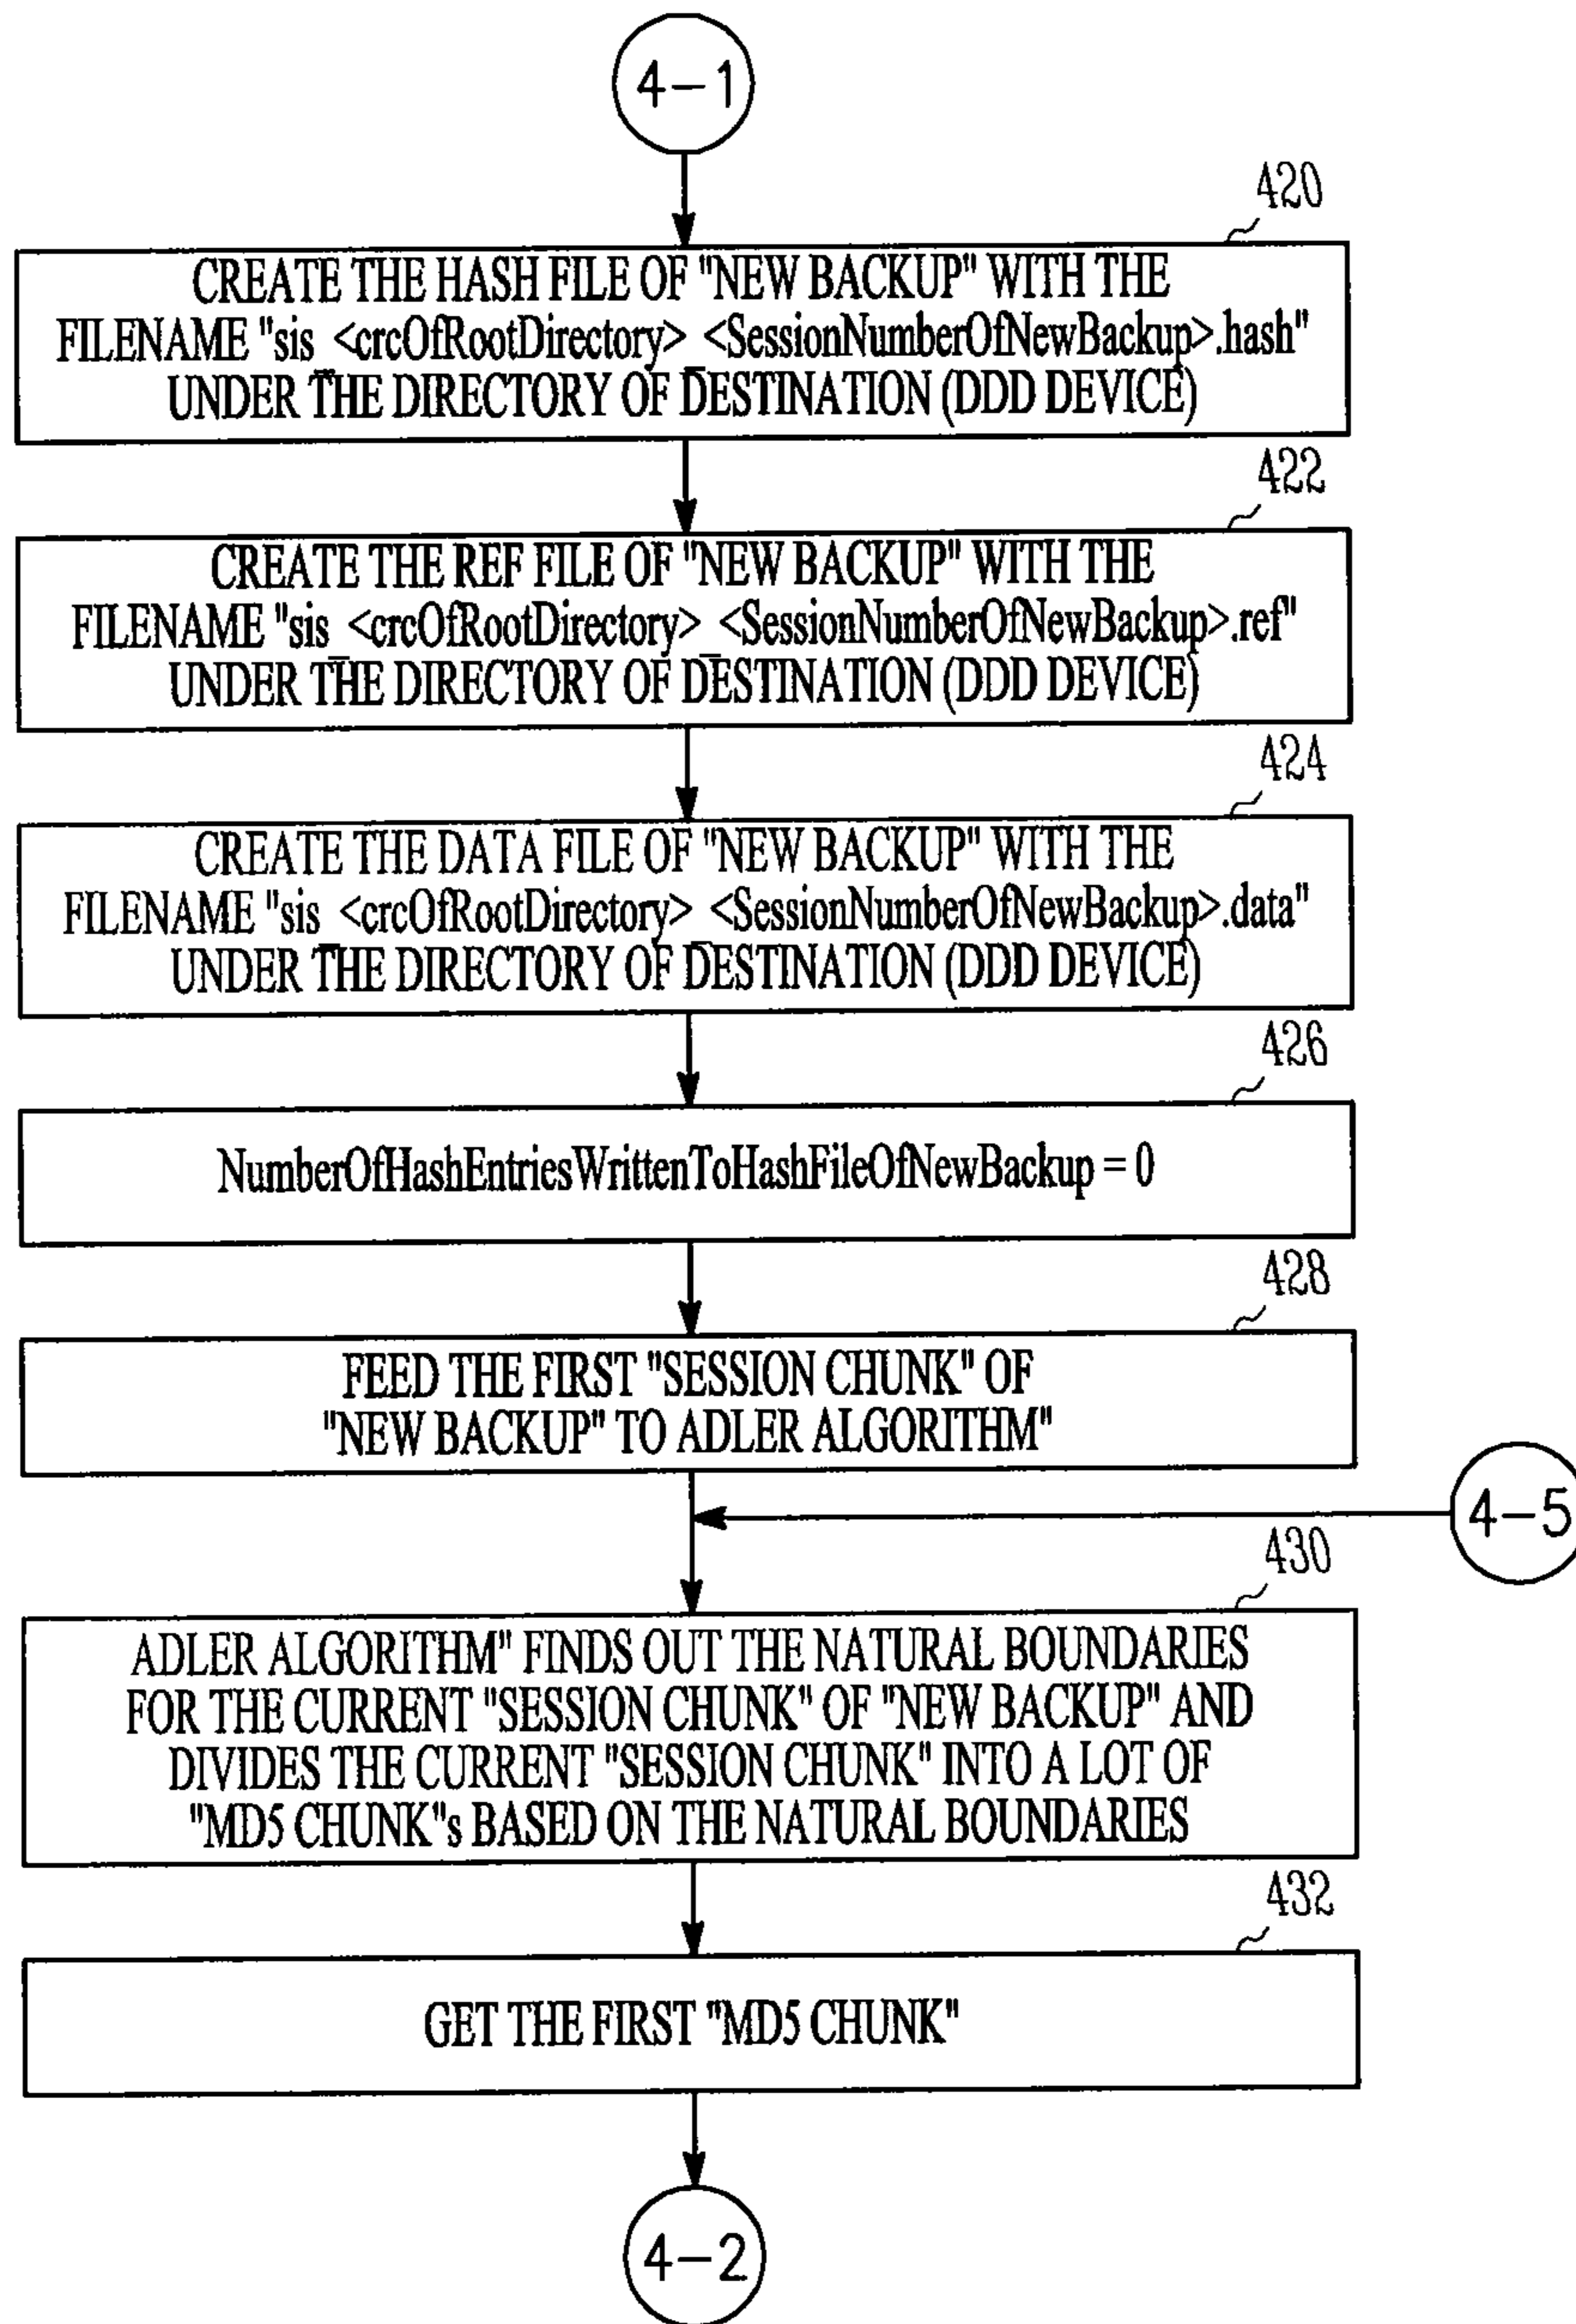 4-1
420
CREATE THE HASH FILE OF "NEW BACKUP" WITH THE
FILENAME "sis_<crcOfRootDirectory>_<SessionNumberOfNewBackup>.hash"
UNDER THE DIRECTORY OF DESTINATION (DDD DEVICE)
422
CREATE THE REF FILE OF "NEW BACKUP" WITH THE
FILENAME "sis_<crcOfRootDirectory>_<SessionNumberOfNewBackup>.ref"
UNDER THE DIRECTORY OF DESTINATION (DDD DEVICE)
424
CREATE THE DATA FILE OF "NEW BACKUP" WITH THE
FILENAME "sis_<crcOfRootDirectory>_<SessionNumberOfNewBackup>.data"
UNDER THE DIRECTORY OF DESTINATION (DDD DEVICE)
426
NumberOfHashEntriesWrittenToHashFileOfNewBackup = 0
428
FEED THE FIRST "SESSION CHUNK" OF
"NEW BACKUP" TO ADLER ALGORITHM"
4-5
430
ADLER ALGORITHM" FINDS OUT THE NATURAL BOUNDARIES
FOR THE CURRENT "SESSION CHUNK" OF "NEW BACKUP" AND
DIVIDES THE CURRENT "SESSION CHUNK" INTO A LOT OF
"MD5 CHUNK"s BASED ON THE NATURAL BOUNDARIES
432
GET THE FIRST "MD5 CHUNK"
4-2